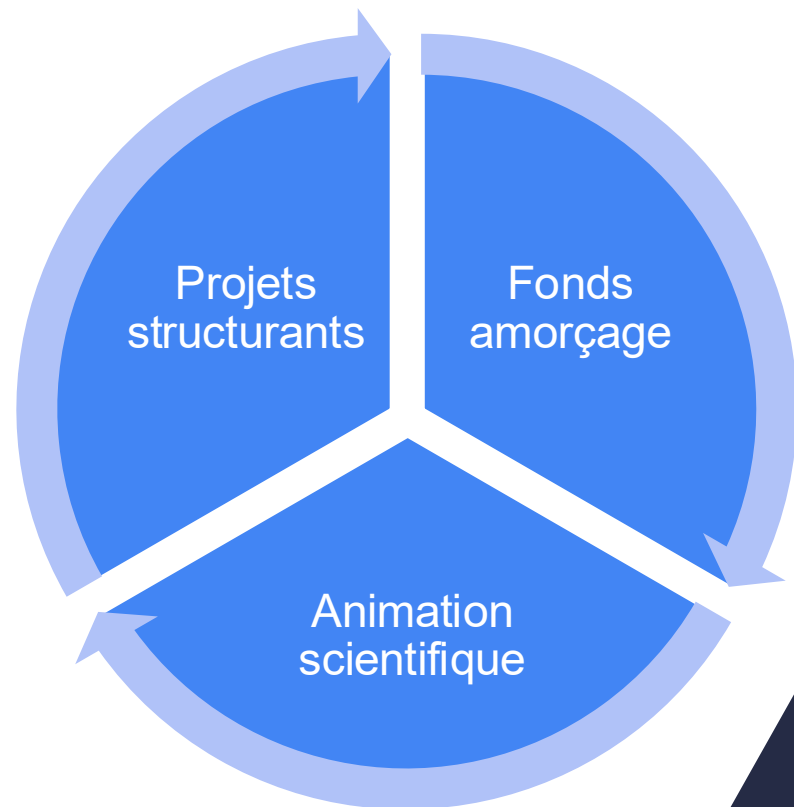 Projets
structurants
Fonds
amorçage
Animation
scientifique